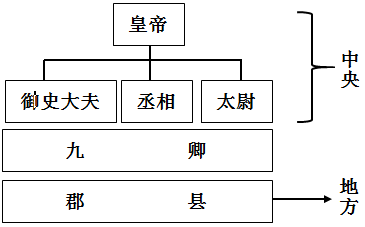 皇帝
中央
御史大夫 丞相 太尉
九 卿
郡 县
地方